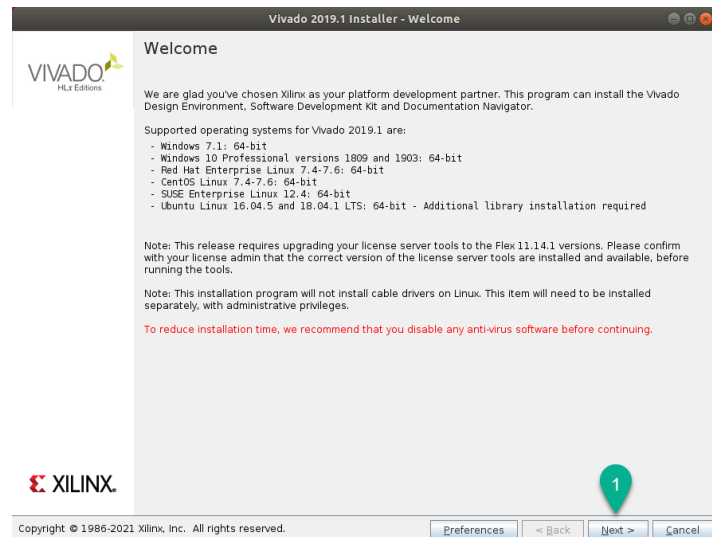 Vivado 2019.1 Installer - Welcome
VIVADO.
HLx Editions
Welcome
We are glad you've chosen Xilinx as your platform development partner. This program can install the Vivado
Design Environment, Software Development Kit and Documentation Navigator.
Supported operating systems for Vivado 2019.1 are:
- Windows 7.1: 64-bit
- Windows 10 Professional versions 1809 and 1903: 64-bit
- Red Hat Enterprise Linux 7.4-7.6: 64-bit
- CentOS Linux 7.4-7.6: 64-bit
- SUSE Enterprise Linux 12.4: 64-bit
- Ubuntu Linux 16.04.5 and 18.04.1 LTS: 64-bit - Additional library installation required
Note: This release requires upgrading your license server tools to the Flex 11.14.1 versions. Please confirm
with your license admin that the correct version of the license server tools are installed and available, before
running the tools.
Note: This installation program will not install cable drivers on Linux. This item will need to be installed
separately, with administrative privileges.
To reduce installation time, we recommend that you disable any anti-virus software before continuing.
XILINX.
1
Copyright © 1986-2021 Xilinx, Inc. All rights reserved.
Preferences
< Back
Next >
Cancel